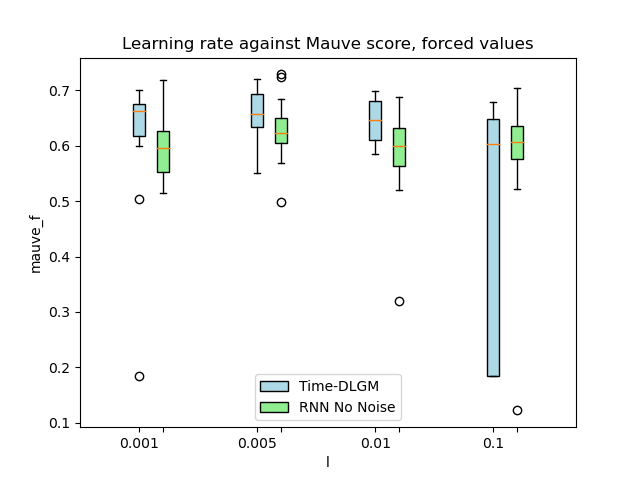 Learning rate against Mauve score, forced values
mauve_f
0.7
0.6
0.5
0.4
0.3
0.2
0.1
Time-DLGM
RNN No Noise
0.001
0.005
0.01
0.1
l